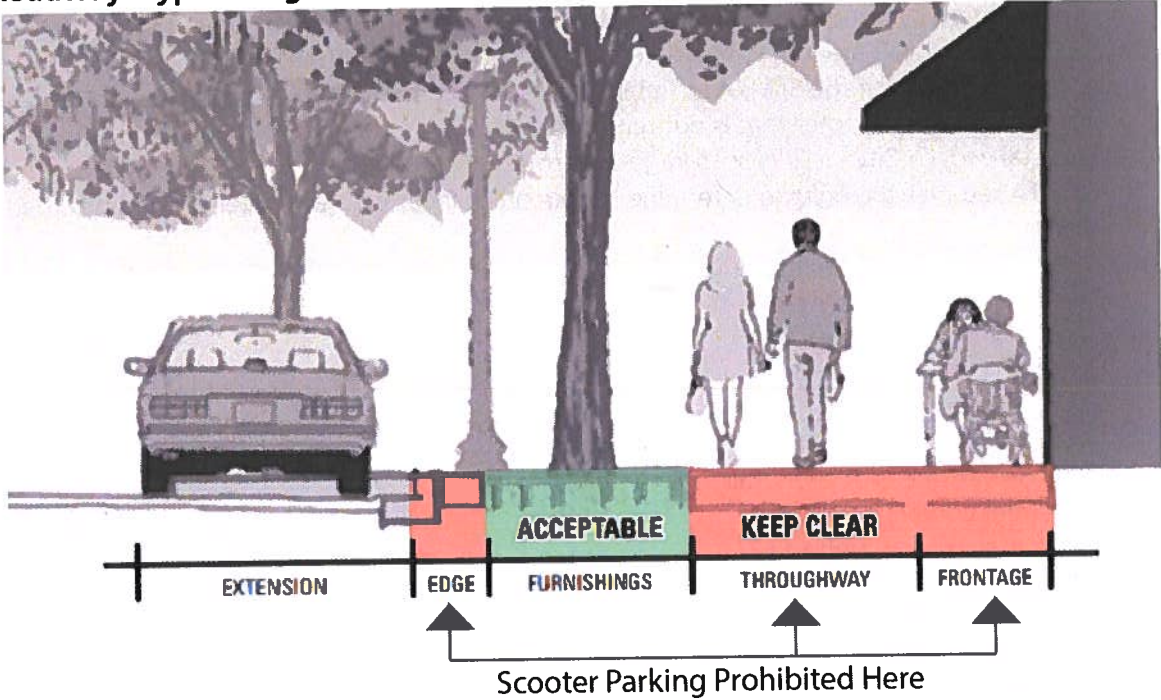 ACCEPTABLE KEEP CLEAR
EXTENSION EDGE FURNISHINGS THROUGHWAY FRONTAGE
Scooter Parking Prohibited Here